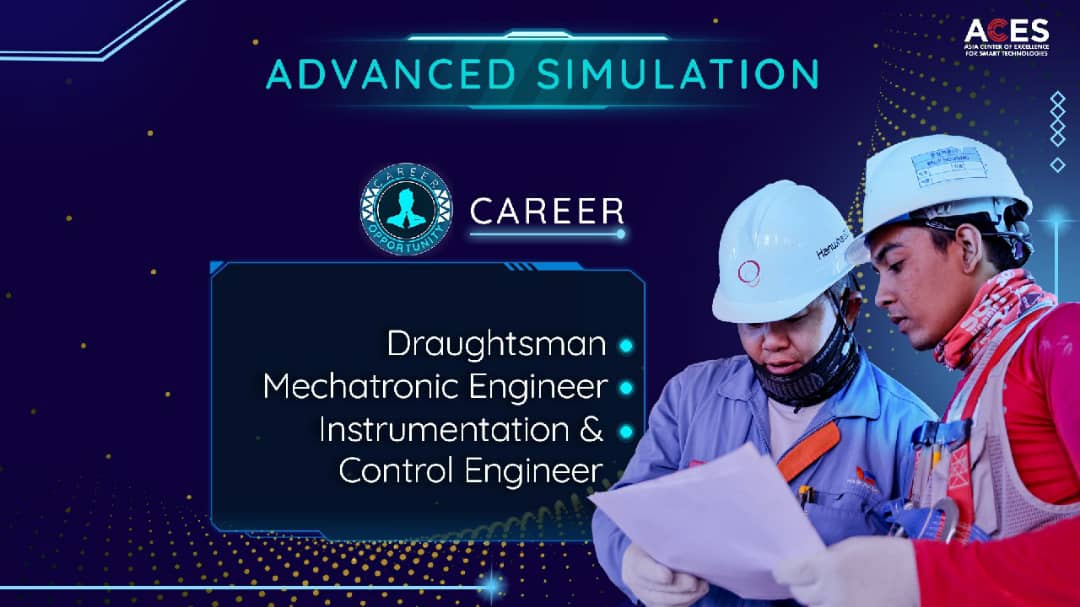 ACES
ASIA CENTER OF EXCELLENCE
FOR SMART TECHNOLOGIES
ADVANCED SIMULATION
CAREER
OPPORTUNITY
CAREER
Draughtsman
Mechatronic Engineer
Instrumentation &
Control Engineer